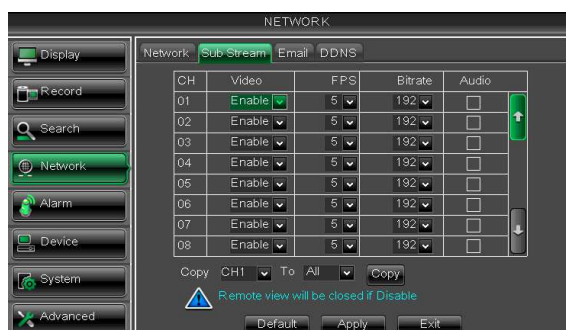 NETWORK
Display
Record
Search
Network
Alarm
Device
System
Advanced
Network Sub Stream Email DDNS
CH Video FPS Bitrate Audio
01 Enable 5 192
02 Enable 5 192
03 Enable 5 192
04 Enable 5 192
05 Enable 5 192
06 Enable 5 192
07 Enable 5 192
08 Enable 5 192
Copy CH1 To All Copy
Remote view will be closed if Disable
Default Apply Exit